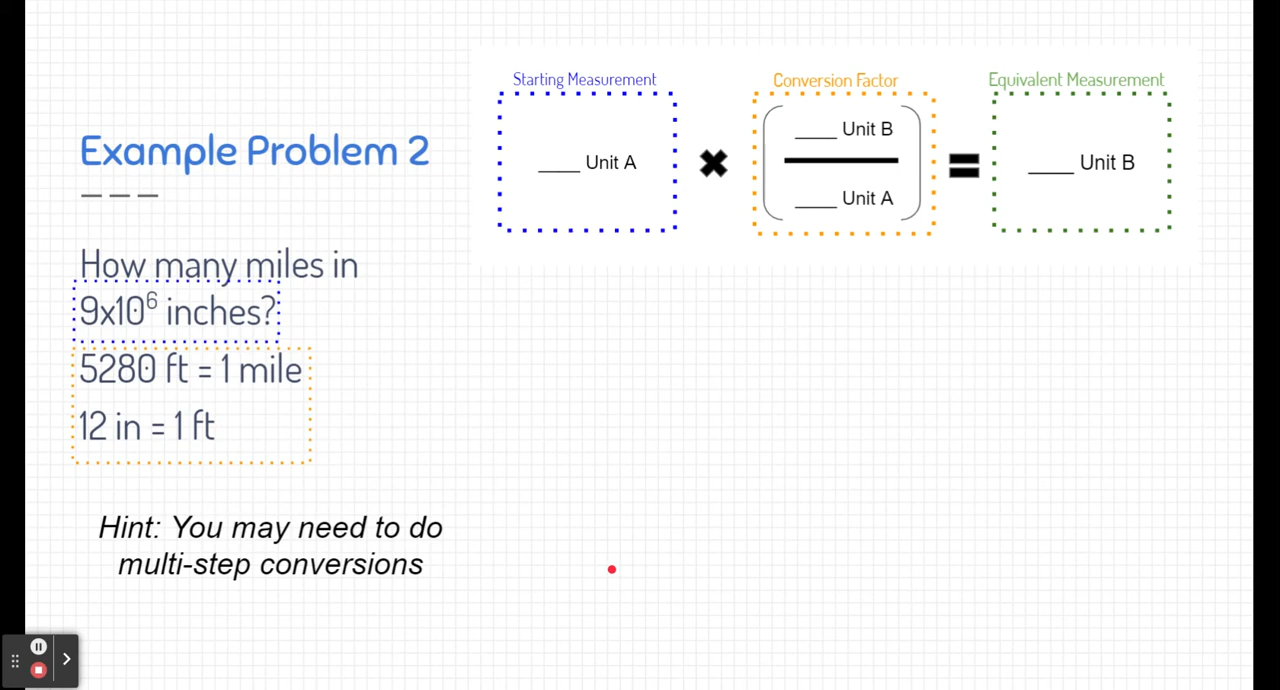 Example Problem 2
How many miles in
9x10⁶ inches?
5280 ft = 1 mile
12 in = 1 ft
Hint: You may need to do
multi-step conversions
Starting Measurement
____ Unit A
Conversion Factor
____ Unit B
____ Unit A
Equivalent Measurement
____ Unit B